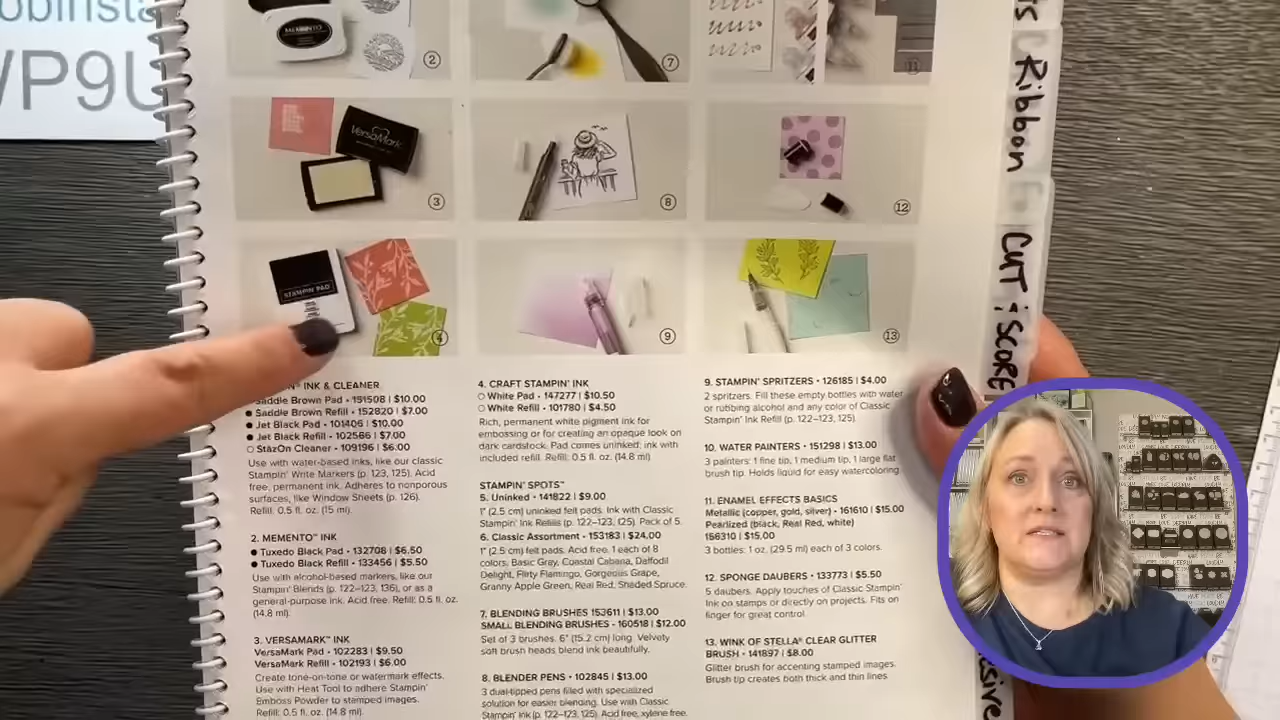 obinsta
WP9U
MEMENTO
②
⑦
⑪
VersaMark
③
⑧
⑫
STAMPIN' PAD
④
⑨
⑬
INK & CLEANER
Saddle Brown Pad • 151508 | $10.00
Saddle Brown Refill • 152820 | $7.00
Jet Black Pad • 101406 | $10.00
Jet Black Refill • 102566 | $7.00
StāzOn Cleaner • 109196 | $6.00
Use with water-based inks, like our classic
Stampin' Write Markers (p. 123, 125). Acid
free, permanent ink. Adheres to nonporous
surfaces, like Window Sheets (p. 126).
Refill: 0.5 fl. oz. (15 ml).
2. MEMENTO™ INK
Tuxedo Black Pad • 132708 | $6.50
Tuxedo Black Refill • 133456 | $5.50
Use with alcohol-based markers, like our
Stampin' Blends (p. 122–123, 136), or as a
general-purpose ink. Acid free. Refill: 0.5 fl. oz.
(14.8 ml).
3. VERSAMARK™ INK
VersaMark Pad • 102283 | $9.50
VersaMark Refill • 102193 | $6.00
Create tone-on-tone or watermark effects.
Use with Heat Tool to adhere Stampin'
Emboss Powder to stamped images.
Refill: 0.5 fl. oz. (14.8 ml).
4. CRAFT STAMPIN' INK
White Pad • 147277 | $10.50
White Refill • 101780 | $4.50
Rich, permanent white pigment ink for
embossing or for creating an opaque look on
dark cardstock. Pad comes uninked; ink with
included refill. Refill: 0.5 fl. oz. (14.8 ml)
STAMPIN' SPOTS™
5. Uninked • 141822 | $9.00
1" (2.5 cm) uninked felt pads. Ink with Classic
Stampin' Ink Refills (p. 122–123, 125). Pack of 5.
6. Classic Assortment • 153183 | $24.00
1" (2.5 cm) felt pads. Acid free. 1 each of 8
colors: Basic Gray, Coastal Cabana, Daffodil
Delight, Flirty Flamingo, Gorgeous Grape,
Granny Apple Green, Real Red, Shaded Spruce.
7. BLENDING BRUSHES 153611 | $13.00
SMALL BLENDING BRUSHES • 160518 | $12.00
Set of 3 brushes. 6" (15.2 cm) long. Velvety
soft brush heads blend ink beautifully.
8. BLENDER PENS • 102845 | $13.00
3 dual-tipped pens filled with specialized
solution for easier blending. Use with Classic
Stampin' Ink (p. 122–123, 125). Acid free, xylene free.
9. STAMPIN' SPRITZERS • 126185 | $4.00
2 spritzers. Fill these empty bottles with water
or rubbing alcohol and any color of Classic
Stampin' Ink Refill (p. 122–123, 125).
10. WATER PAINTERS • 151298 | $13.00
3 painters: 1 fine tip, 1 medium tip, 1 large flat
brush tip. Holds liquid for easy watercoloring.
11. ENAMEL EFFECTS BASICS
Metallic (copper, gold, silver) • 161610 | $15.00
Pearlized (black, Real Red, white)
156310 | $15.00
3 bottles: 1 oz. (29.5 ml) each of 3 colors.
12. SPONGE DAUBERS • 133773 | $5.50
5 daubers. Apply touches of Classic Stampin'
Ink on stamps or directly on projects. Fits on
finger for great control.
13. WINK OF STELLA® CLEAR GLITTER
BRUSH • 141897 | $8.00
Glitter brush for accenting stamped images.
Brush tip creates both thick and thin lines.
Ribbon
CUT & SCORE